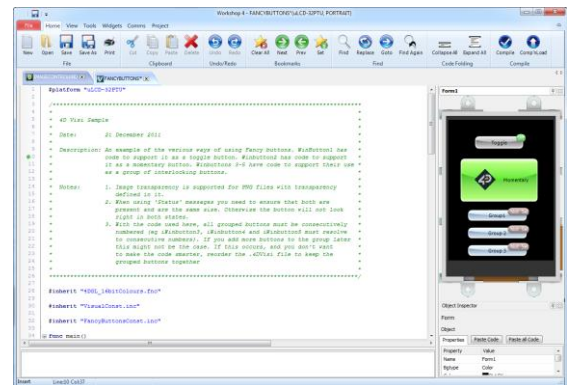 Workshop 4 - FANCYBUTTONS*(uLCD-32PTU, PORTRAIT)
File Home View Tools Widgets Comms Project
New Open Save Save As Print Cut Copy Paste Delete Undo Redo Clear All Next Prev Set Find Replace Goto Find Again Collapse All Expand All Compile Comp'nLoad
File Clipboard Undo/Redo Bookmarks Find Code Folding Compile
FANCYBUTTONS*
#platform "uLCD-32PTU"
4D Visi Sample
Date: 21 December 2011
Description: An example of the various ways of using Fancy buttons. WinButton1 has
code to support it as a toggle button. Winbutton2 has code to support
it as a momentary button. Winbuttons 3-5 have code to support their use
as a group of interlocking buttons.
Notes: 1. Image transparency is supported for PNG files with transparency
defined in it.
2. When using 'Status' messages you need to ensure that both are
present and are the same size. Otherwise the button will not look
right in both states.
3. With the code used here, all grouped buttons must be consecutively
numbered (eg iWinbutton3, iWinbutton4 and iWinbutton5 must resolve
to consecutive numbers). If you add more buttons to the group later
this might not be the case. If this occurs, and you don't want
to make the code smarter, reorder the .4DVisi file to keep the
grouped buttons together
#inherit "4DGL_16bitColours.fnc"
#inherit "VisualConst.inc"
#inherit "FancyButtonsConst.inc"
func main()
Form1
Toggle
4D Momentary
Group 1
Group 2
Group 3
Object Inspector
Form
Object
Properties Paste Code Paste all Code
Property Value
Name Form1
Bgtype Color
Insert Line:10 Col:37